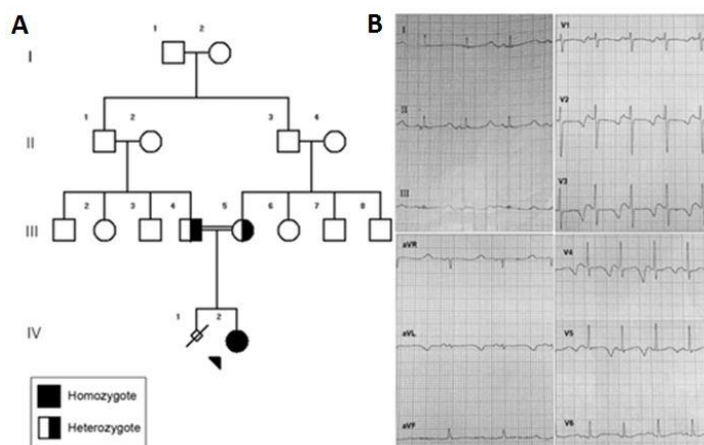 A
B
1 2
I
1 2 3 4
II
2 3 4 5 6 7 8
III
1 2
IV
Homozygote
Heterozygote
I
II
III
aVR
aVL
aVF
V1
V2
V3
V4
V5
V6